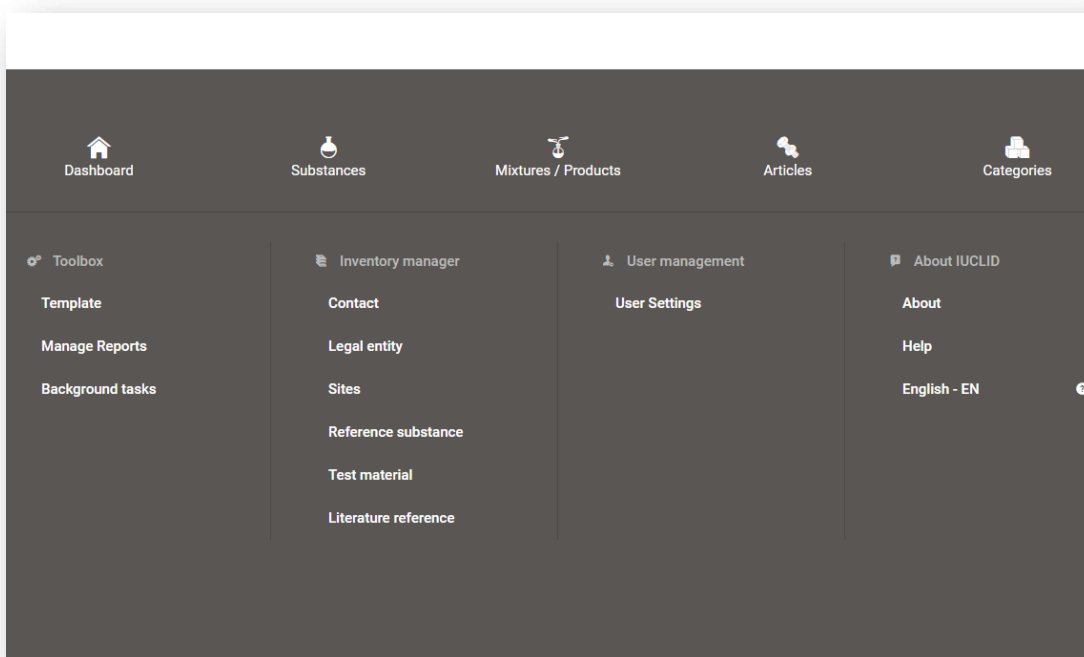 Dashboard
Substances
Mixtures / Products
Articles
Categories
Toolbox
Template
Manage Reports
Background tasks
Inventory manager
Contact
Legal entity
Sites
Reference substance
Test material
Literature reference
User management
User Settings
About IUCLID
About
Help
English - EN